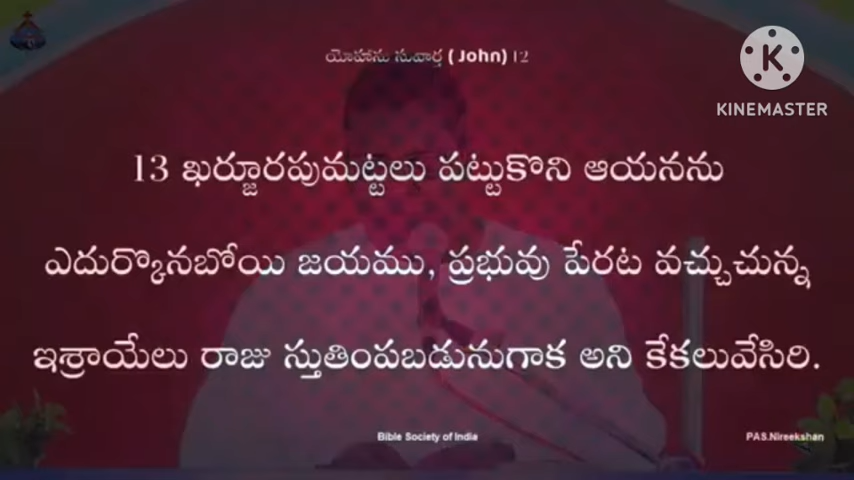 యోహాను సువార్త ( John) 12
KINEMASTER
13 ఖర్జూరపుమట్టలు పట్టుకొని ఆయనను
ఎదుర్కొనబోయి జయము, ప్రభువు పేరట వచ్చుచున్న
ఇశ్రాయేలు రాజు స్తుతింపబడునుగాక అని కేకలువేసిరి.
Bible Society of India
PAS.Nireekshan